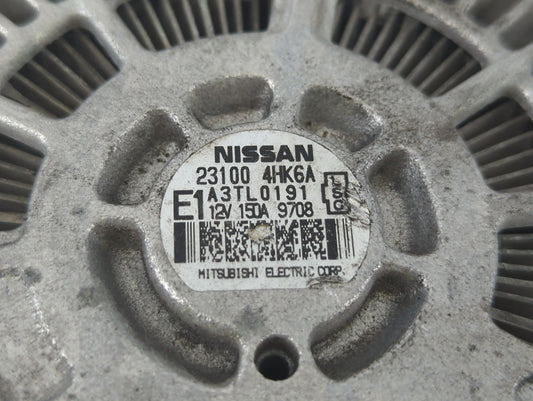 NISSAN
23100 4HK6A
E1 A3TL0191
12V 150A 9708
MITSUBISHI ELECTRIC CORP.